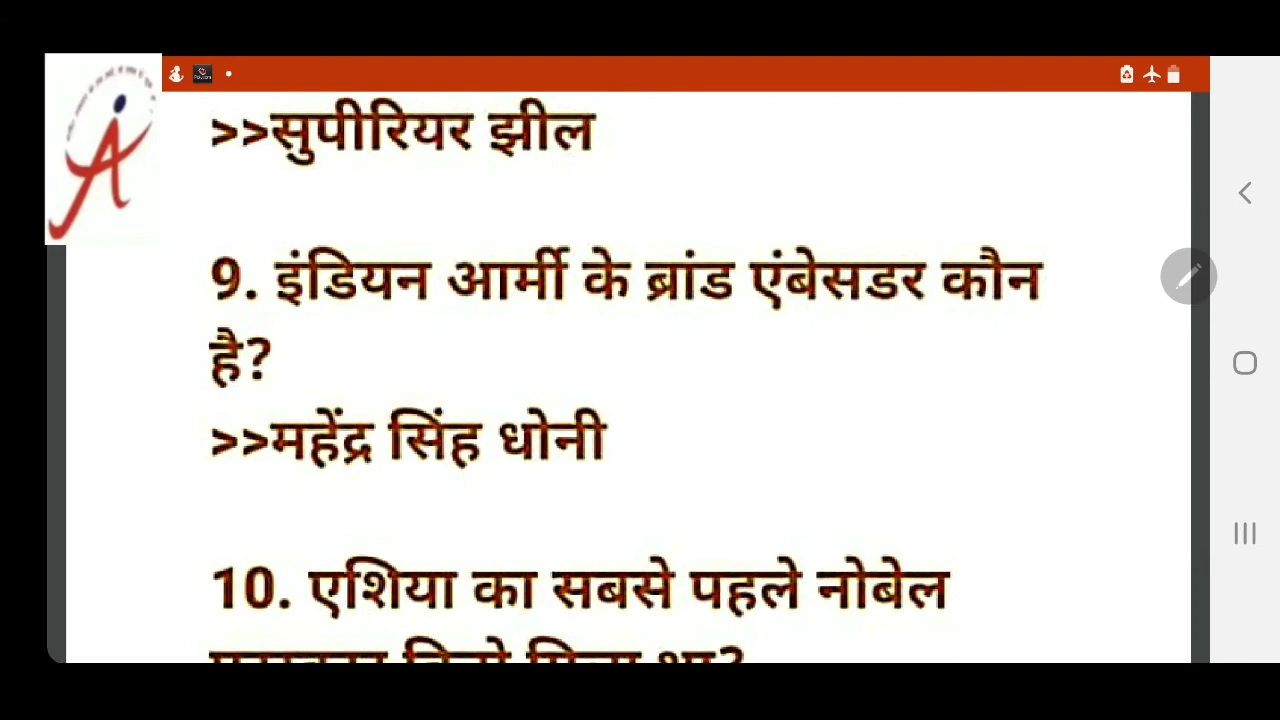 >>सुपीरियर झील
9. इंडियन आर्मी के ब्रांड एंबेसडर कौन
है?
>>महेंद्र सिंह धोनी
10. एशिया का सबसे पहले नोबेल